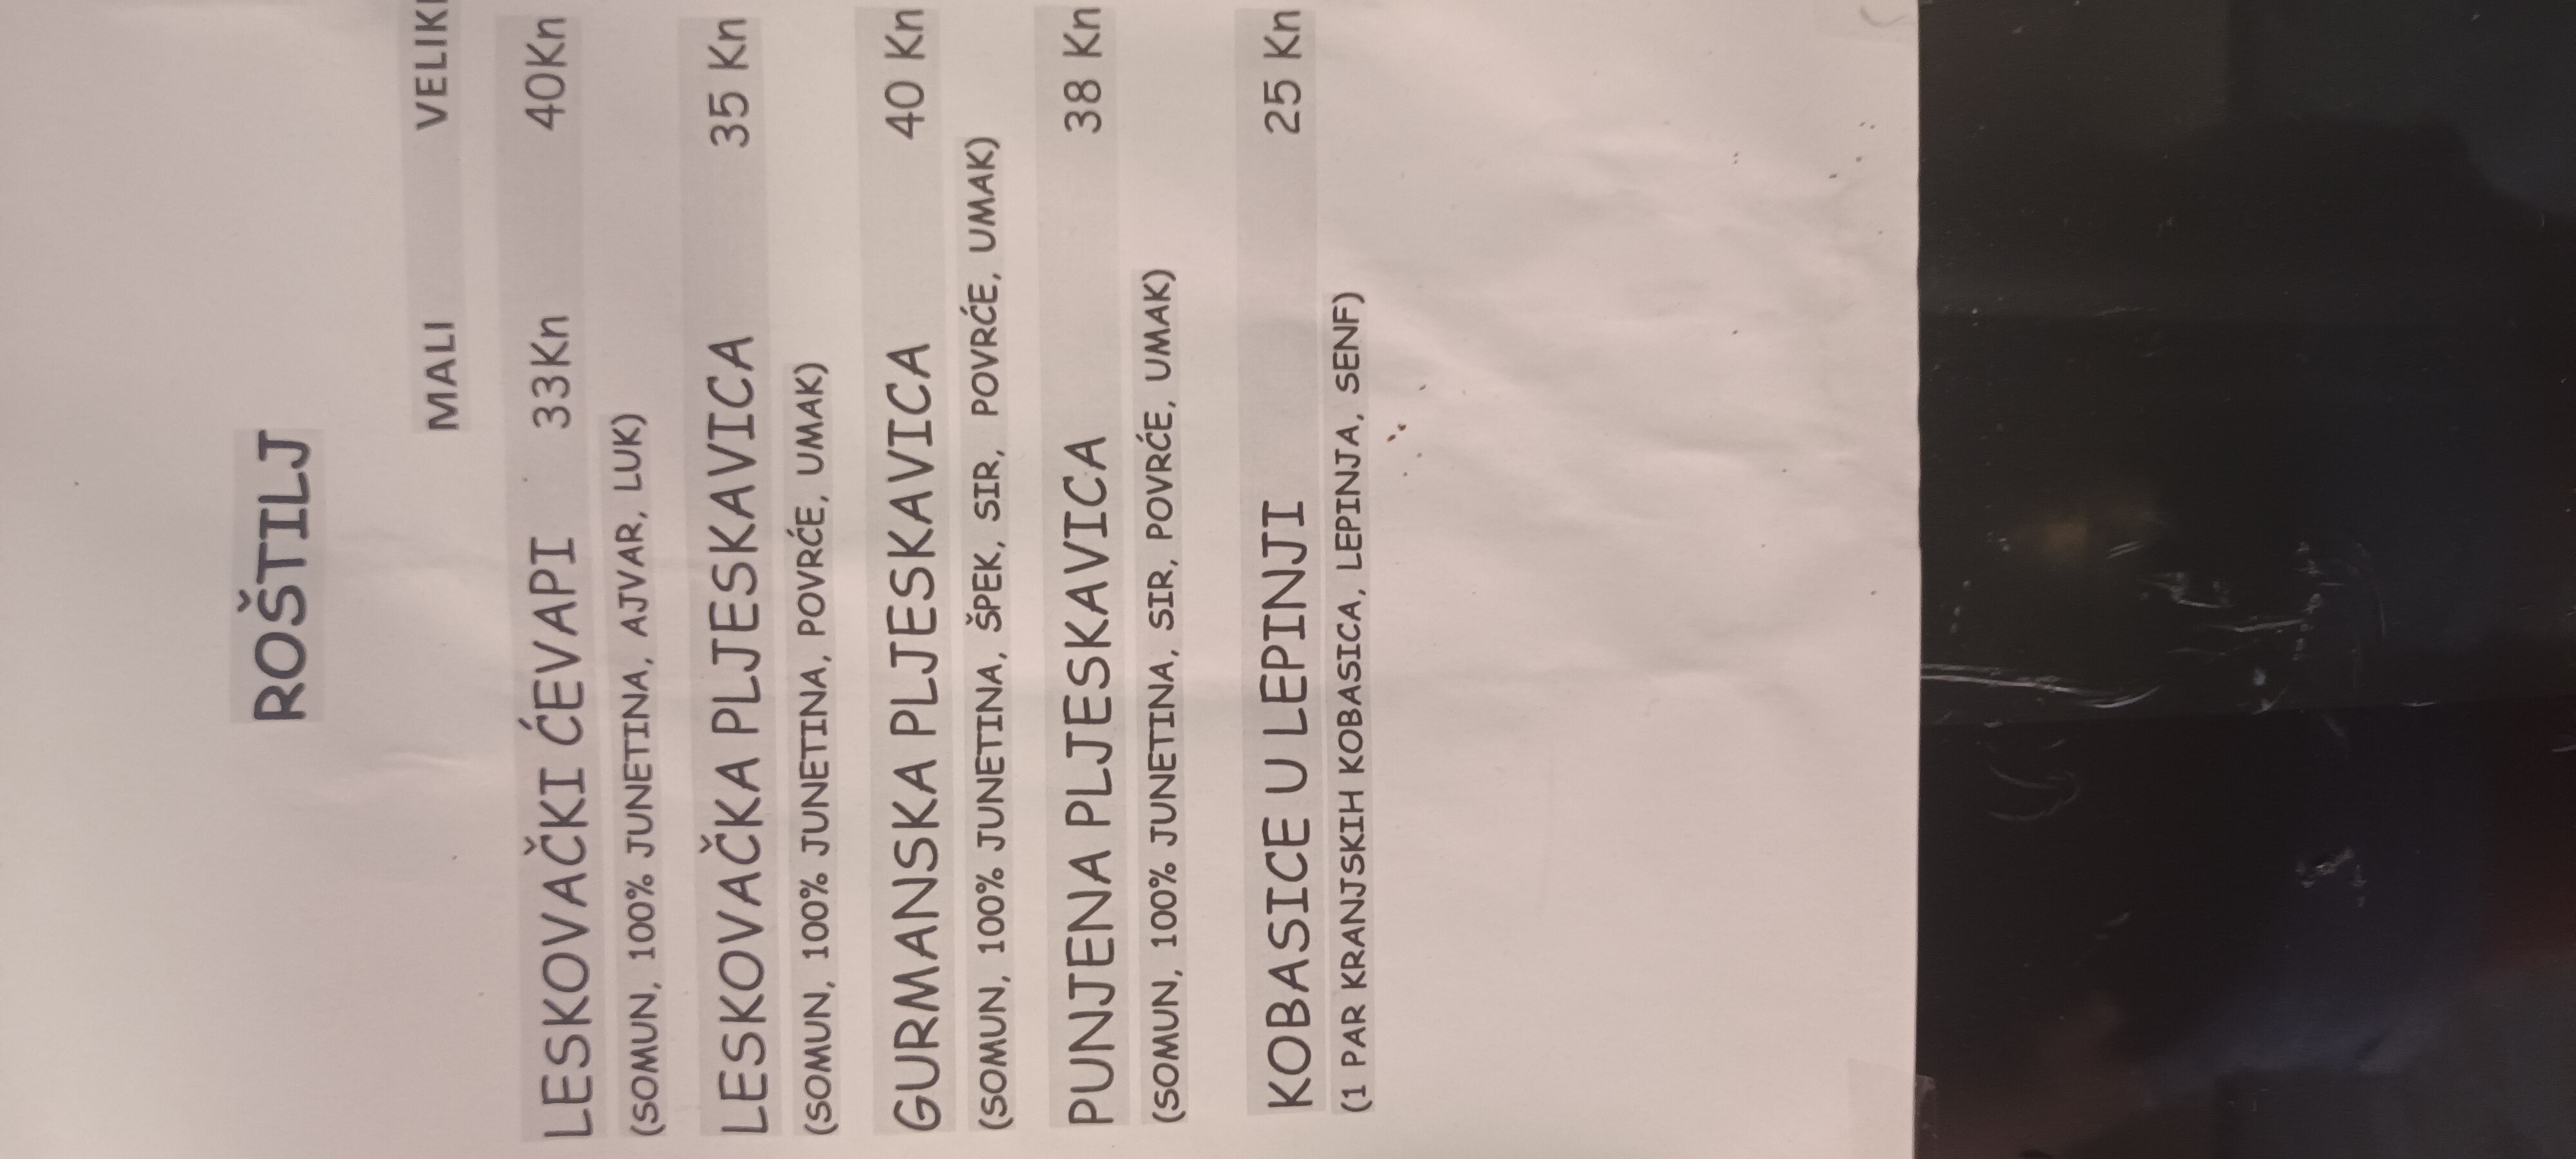 ROŠTILJ
MALI VELIKI
LESKOVAČKI ĆEVAPI 33Kn 40Kn
(SOMUN, 100% JUNETINA, AJVAR, LUK)
LESKOVAČKA PLJESKAVICA 35 Kn
(SOMUN, 100% JUNETINA, POVRĆE, UMAK)
GURMANSKA PLJESKAVICA 40 Kn
(SOMUN, 100% JUNETINA, ŠPEK, SIR, POVRĆE, UMAK)
PUNJENA PLJESKAVICA 38 Kn
(SOMUN, 100% JUNETINA, SIR, POVRĆE, UMAK)
KOBASICE U LEPINJI 25 Kn
(1 PAR KRANJSKIH KOBASICA, LEPINJA, SENF)